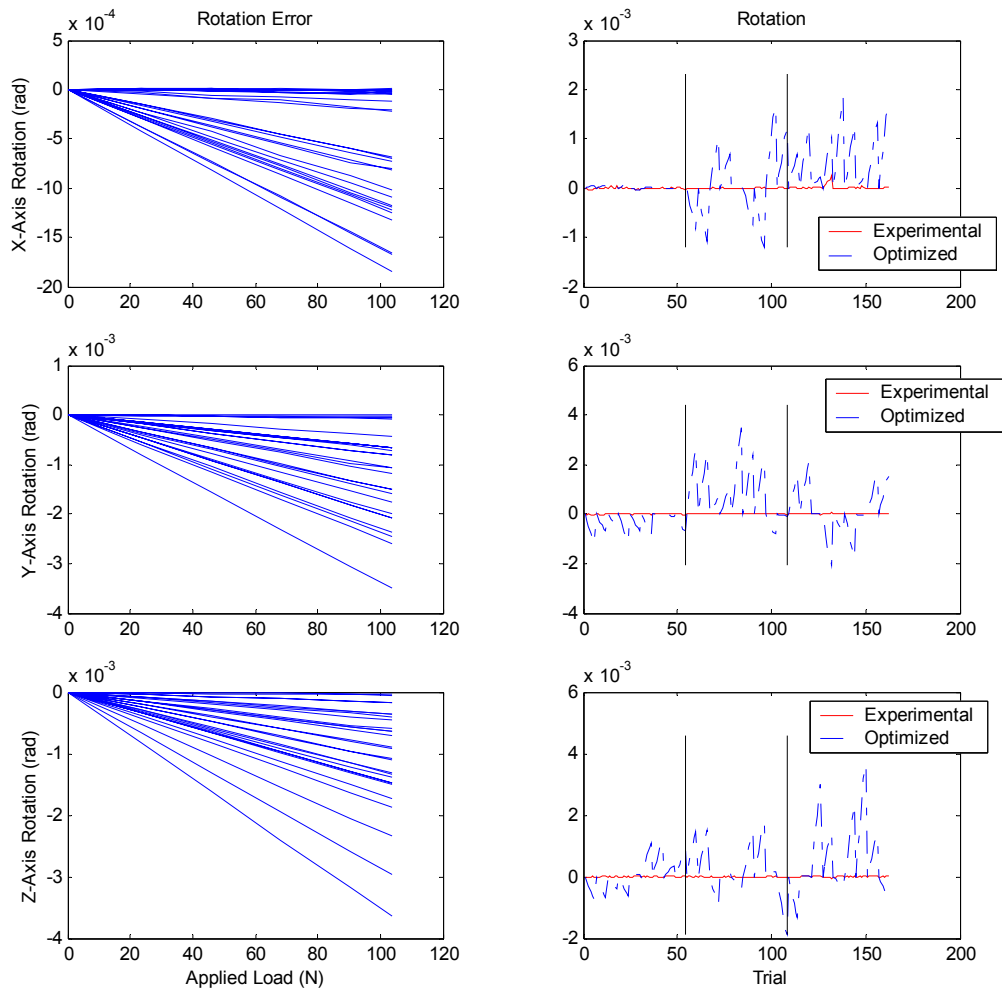 Rotation Error
x 10-4
X-Axis Rotation (rad)
5
0
-5
-10
-15
-20
0 20 40 60 80 100 120
Rotation
x 10-3
3
2
1
0
-1
-2
0 50 100 150 200
Experimental
Optimized
x 10-3
Y-Axis Rotation (rad)
1
0
-1
-2
-3
-4
0 20 40 60 80 100 120
x 10-3
6
4
2
0
-2
-4
0 50 100 150 200
Experimental
Optimized
x 10-3
Z-Axis Rotation (rad)
0
-1
-2
-3
-4
0 20 40 60 80 100 120
Applied Load (N)
x 10-3
6
4
2
0
-2
0 50 100 150 200
Trial
Experimental
Optimized